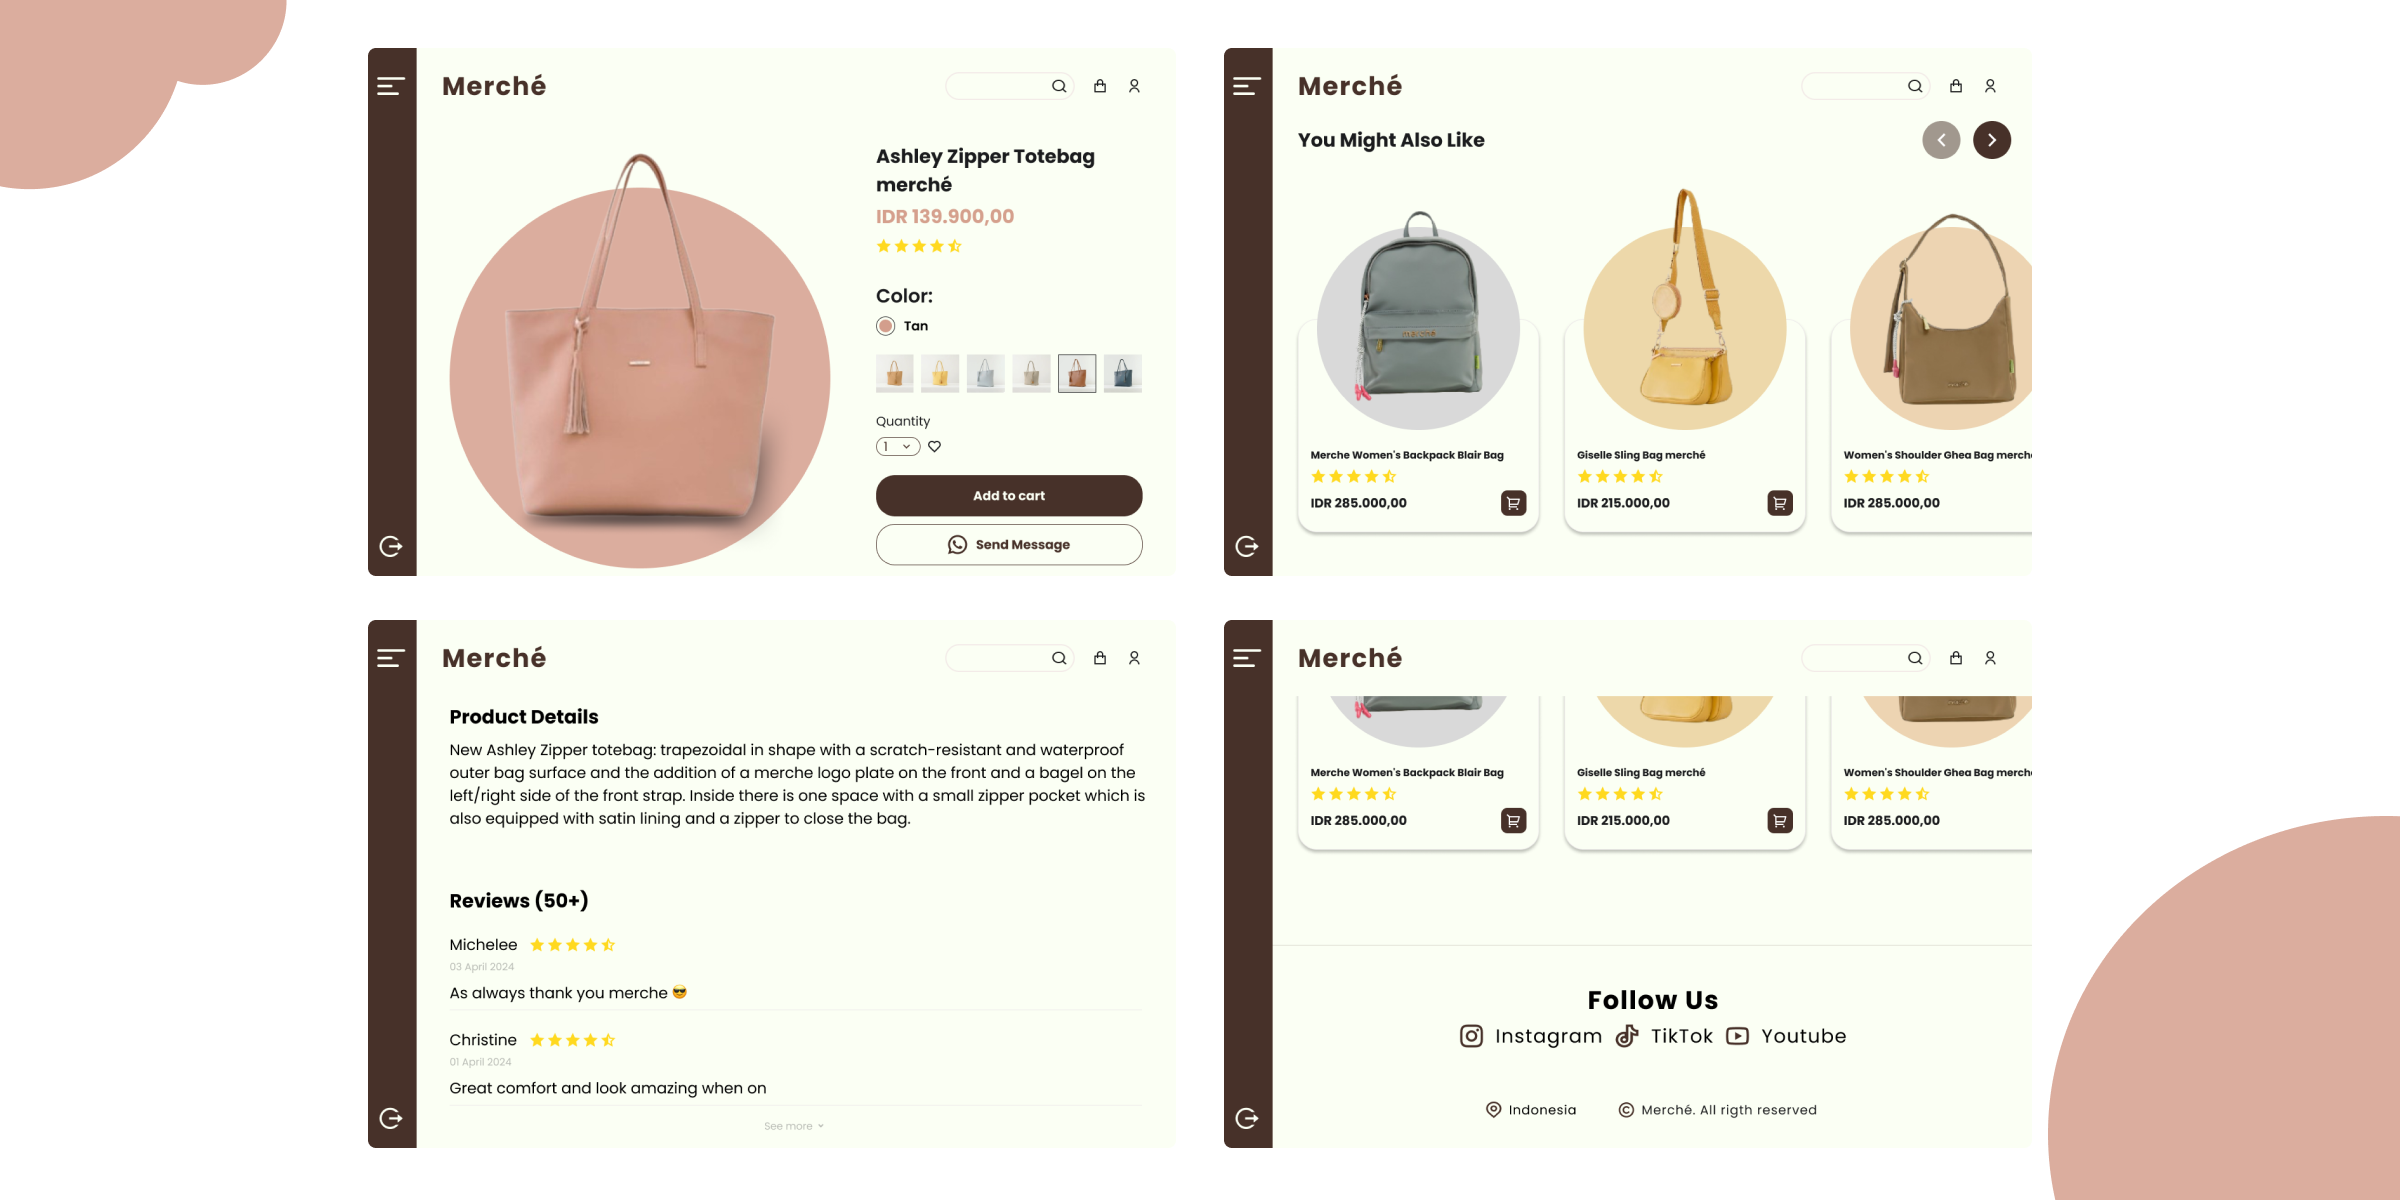 Merché
Ashley Zipper Totebag
merché
IDR 139.900,00
Color:
Tan
Quantity
1
Add to cart
Send Message
Merché
You Might Also Like
merché
Merche Women's Backpack Blair Bag
IDR 285.000,00
Giselle Sling Bag merché
IDR 215.000,00
Women's Shoulder Ghea Bag merché
IDR 285.000,00
Merché
Product Details
New Ashley Zipper totebag: trapezoidal in shape with a scratch-resistant and waterproof
outer bag surface and the addition of a merche logo plate on the front and a bagel on the
left/right side of the front strap. Inside there is one space with a small zipper pocket which is
also equipped with satin lining and a zipper to close the bag.
Reviews (50+)
Michelee
03 April 2024
As always thank you merche 😎
Christine
01 April 2024
Great comfort and look amazing when on
See more
Merché
Merche Women's Backpack Blair Bag
IDR 285.000,00
Giselle Sling Bag merché
IDR 215.000,00
Women's Shoulder Ghea Bag merché
IDR 285.000,00
Follow Us
Instagram TikTok Youtube
Indonesia © Merché. All rigth reserved